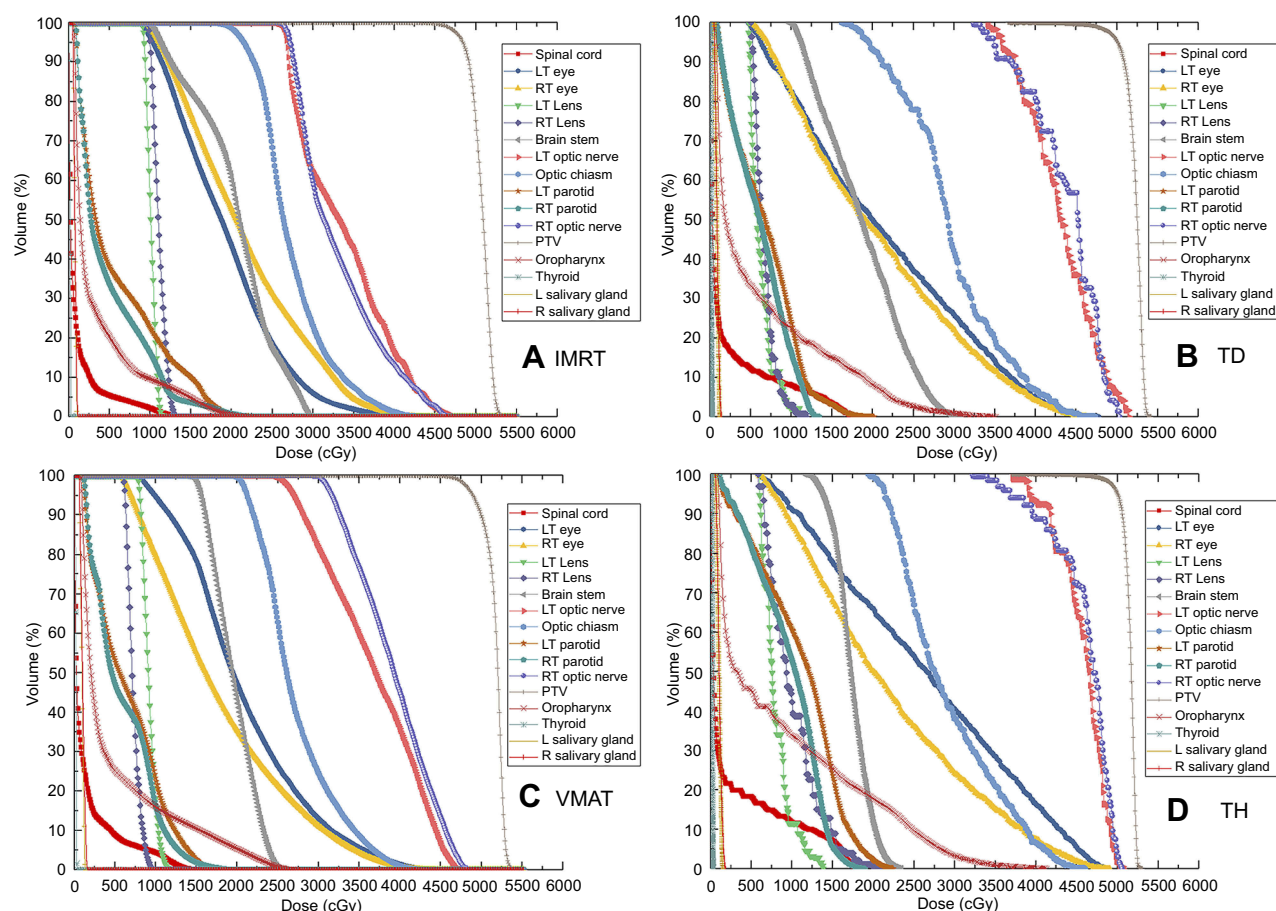 100
90
80
70
60
50
40
30
20
10
0
Volume (%)
0 500 1000 1500 2000 2500 3000 3500 4000 4500 5000 5500 6000
Dose (cGy)
Spinal cord
LT eye
RT eye
LT Lens
RT Lens
Brain stem
LT optic nerve
Optic chiasm
LT parotid
RT parotid
RT optic nerve
PTV
Oropharynx
Thyroid
L salivary gland
R salivary gland
A IMRT
100
90
80
70
60
50
40
30
20
10
0
Volume (%)
0 500 1000 1500 2000 2500 3000 3500 4000 4500 5000 5500 6000
Dose (cGy)
Spinal cord
LT eye
RT eye
LT Lens
RT Lens
Brain stem
LT optic nerve
Optic chiasm
LT parotid
RT parotid
RT optic nerve
PTV
Oropharynx
Thyroid
L salivary gland
R salivary gland
B TD
100
90
80
70
60
50
40
30
20
10
0
Volume (%)
0 500 1000 1500 2000 2500 3000 3500 4000 4500 5000 5500 6000
Dose (cGy)
Spinal cord
LT eye
RT eye
LT Lens
RT Lens
Brain stem
LT optic nerve
Optic chiasm
LT parotid
RT parotid
RT optic nerve
PTV
Oropharynx
Thyroid
L salivary gland
R salivary gland
C VMAT
100
90
80
70
60
50
40
30
20
10
0
Volume (%)
0 500 1000 1500 2000 2500 3000 3500 4000 4500 5000 5500 6000
Dose (cGy)
Spinal cord
LT eye
RT eye
LT Lens
RT Lens
Brain stem
LT optic nerve
Optic chiasm
LT parotid
RT parotid
RT optic nerve
PTV
Oropharynx
Thyroid
L salivary gland
R salivary gland
D TH